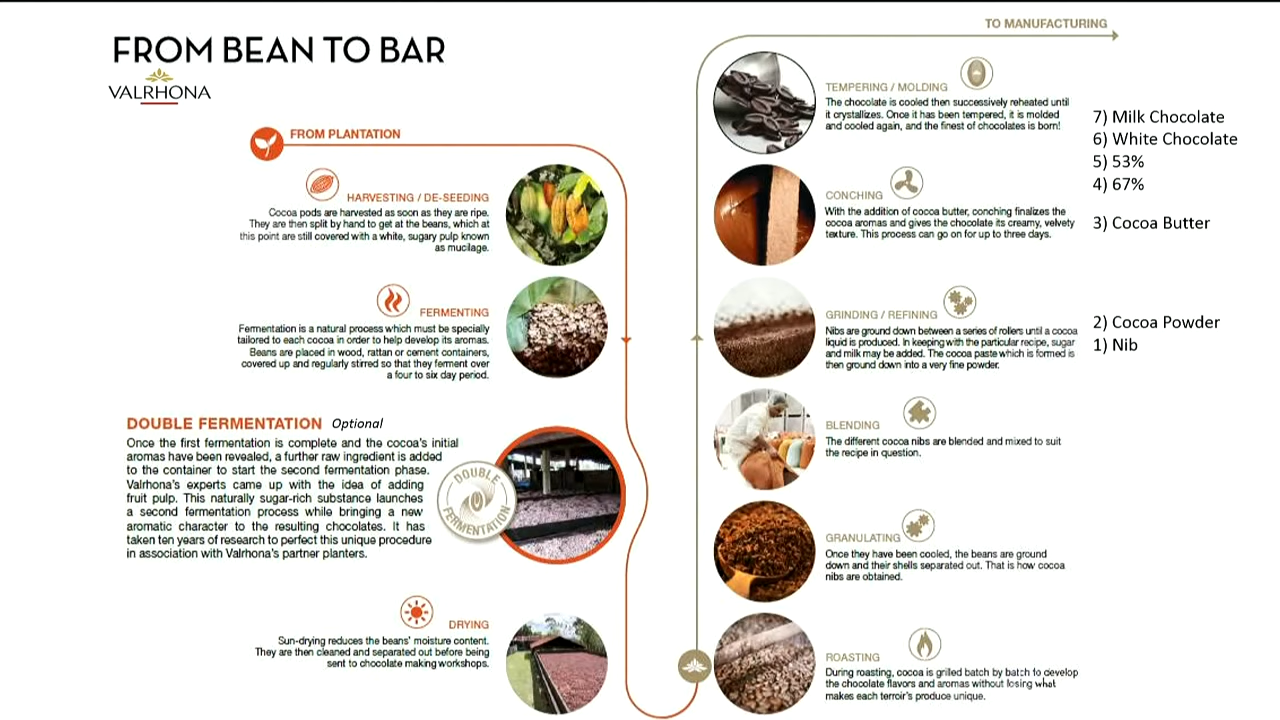 FROM BEAN TO BAR
VALRHONA
FROM PLANTATION
HARVESTING / DE-SEEDING
Cocoa pods are harvested as soon as they are ripe.
They are then split by hand to get at the beans, which at
this point are still covered with a white, sugary pulp known
as mucilage.
FERMENTING
Fermentation is a natural process which must be specially
tailored to each cocoa in order to help develop its aromas.
Beans are placed in wood, rattan or cement containers,
covered up and regularly stirred so that they ferment over
a four to six day period.
DOUBLE FERMENTATION Optional
Once the first fermentation is complete and the cocoa's initial
aromas have been revealed, a further raw ingredient is added
to the container to start the second fermentation phase.
Valrhona's experts came up with the idea of adding
fruit pulp. This naturally sugar-rich substance launches
a second fermentation process while bringing a new
aromatic character to the resulting chocolates. It has
taken ten years of research to perfect this unique procedure
in association with Valrhona's partner planters.
DOUBLE
FERMENTATION
DRYING
Sun-drying reduces the beans' moisture content.
They are then cleaned and separated out before being
sent to chocolate making workshops.
TO MANUFACTURING
TEMPERING / MOLDING
The chocolate is cooled then successively reheated until
it crystallizes. Once it has been tempered, it is molded
and cooled again, and the finest of chocolates is born!
CONCHING
With the addition of cocoa butter, conching finalizes the
cocoa aromas and gives the chocolate its creamy, velvety
texture. This process can go on for up to three days.
GRINDING / REFINING
Nibs are ground down between a series of rollers until a cocoa
liquid is produced. In keeping with the particular recipe, sugar
and milk may be added. The cocoa paste which is formed is
then ground down into a very fine powder.
BLENDING
The different cocoa nibs are blended and mixed to suit
the recipe in question.
GRANULATING
Once they have been cooled, the beans are ground
down and their shells separated out. That is how cocoa
nibs are obtained.
ROASTING
During roasting, cocoa is grilled batch by batch to develop
the chocolate flavors and aromas without losing what
makes each terroir's produce unique.
7) Milk Chocolate
6) White Chocolate
5) 53%
4) 67%
3) Cocoa Butter
2) Cocoa Powder
1) Nib